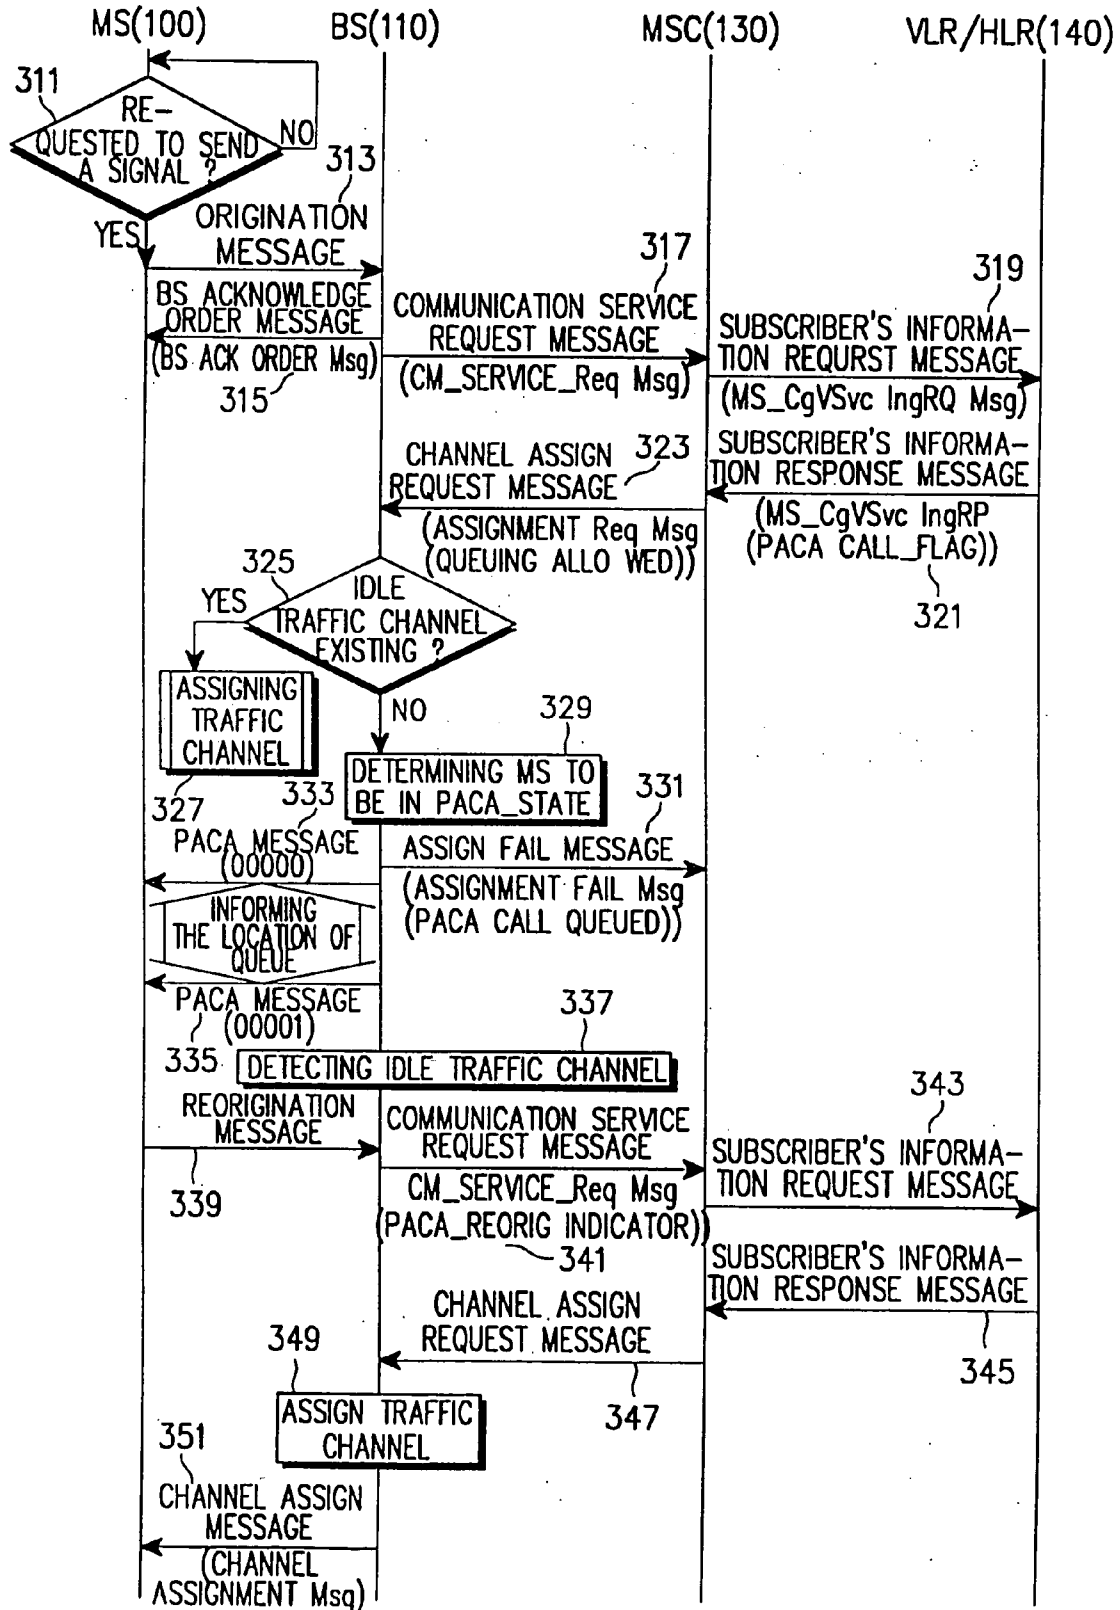 MS(100)
BS(110)
MSC(130)
VLR/HLR(140)
311
RE-
QUESTED TO SEND
A SIGNAL ?
NO
YES
313
ORIGINATION
MESSAGE
BS ACKNOWLEDGE
ORDER MESSAGE
(BS ACK ORDER Msg)
315
317
COMMUNICATION SERVICE
REQUEST MESSAGE
(CM_SERVICE_Req Msg)
319
SUBSCRIBER'S INFORMA-
TION REQURST MESSAGE
(MS_CgVSvc IngRQ Msg)
SUBSCRIBER'S INFORMA-
TION RESPONSE MESSAGE
(MS_CgVSvc IngRP
(PACA CALL_FLAG))
321
CHANNEL ASSIGN
REQUEST MESSAGE
323
(ASSIGNMENT Req Msg
(QUEUING ALLO WED))
325
IDLE
TRAFFIC CHANNEL
EXISTING ?
YES
NO
ASSIGNING
TRAFFIC
CHANNEL
327
329
DETERMINING MS TO
BE IN PACA_STATE
331
ASSIGN FAIL MESSAGE
(ASSIGNMENT FAIL Msg
(PACA CALL QUEUED))
333
PACA MESSAGE
(00000)
INFORMING
THE LOCATION OF
QUEUE
PACA MESSAGE
(00001)
335
337
DETECTING IDLE TRAFFIC CHANNEL
REORIGINATION
MESSAGE
339
COMMUNICATION SERVICE
REQUEST MESSAGE
CM_SERVICE_Req Msg
(PACA_REORIG INDICATOR))
341
343
SUBSCRIBER'S INFORMA-
TION REQUEST MESSAGE
SUBSCRIBER'S INFORMA-
TION RESPONSE MESSAGE
345
CHANNEL ASSIGN
REQUEST MESSAGE
347
349
ASSIGN TRAFFIC
CHANNEL
351
CHANNEL ASSIGN
MESSAGE
(CHANNEL
ASSIGNMENT Msg)